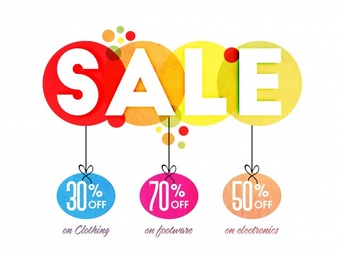 SALE
30% OFF
70% OFF
50% OFF
on Clothing
on footware
on electronics